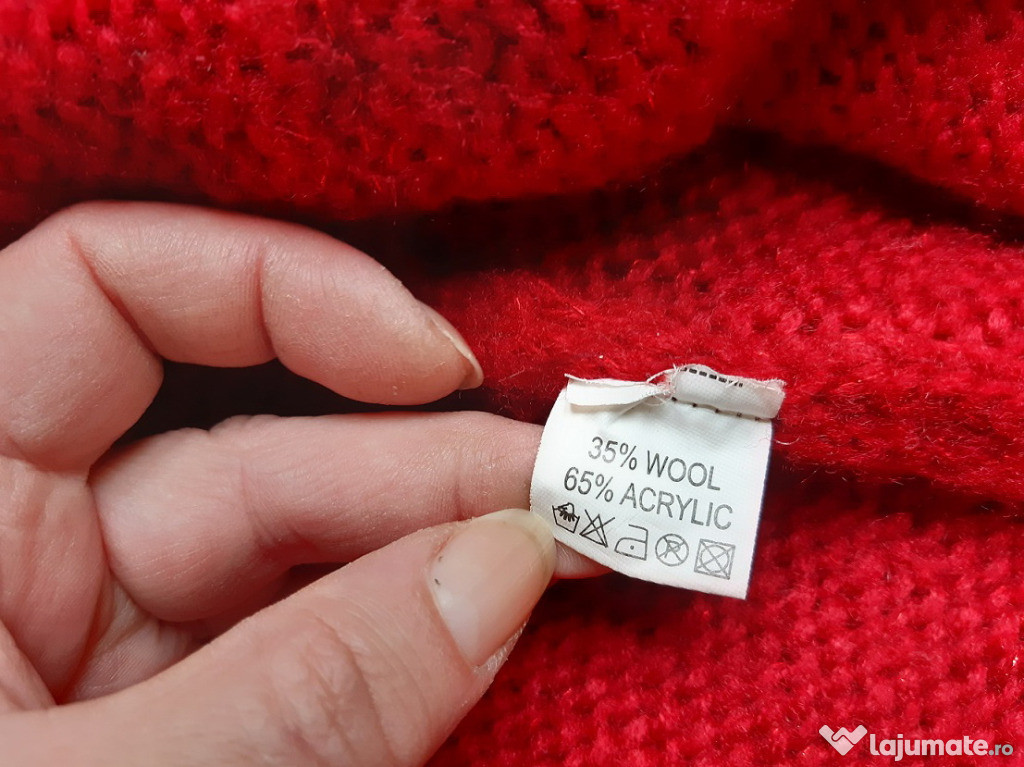 35% WOOL
65% ACRYLIC
P
lajumate.ro